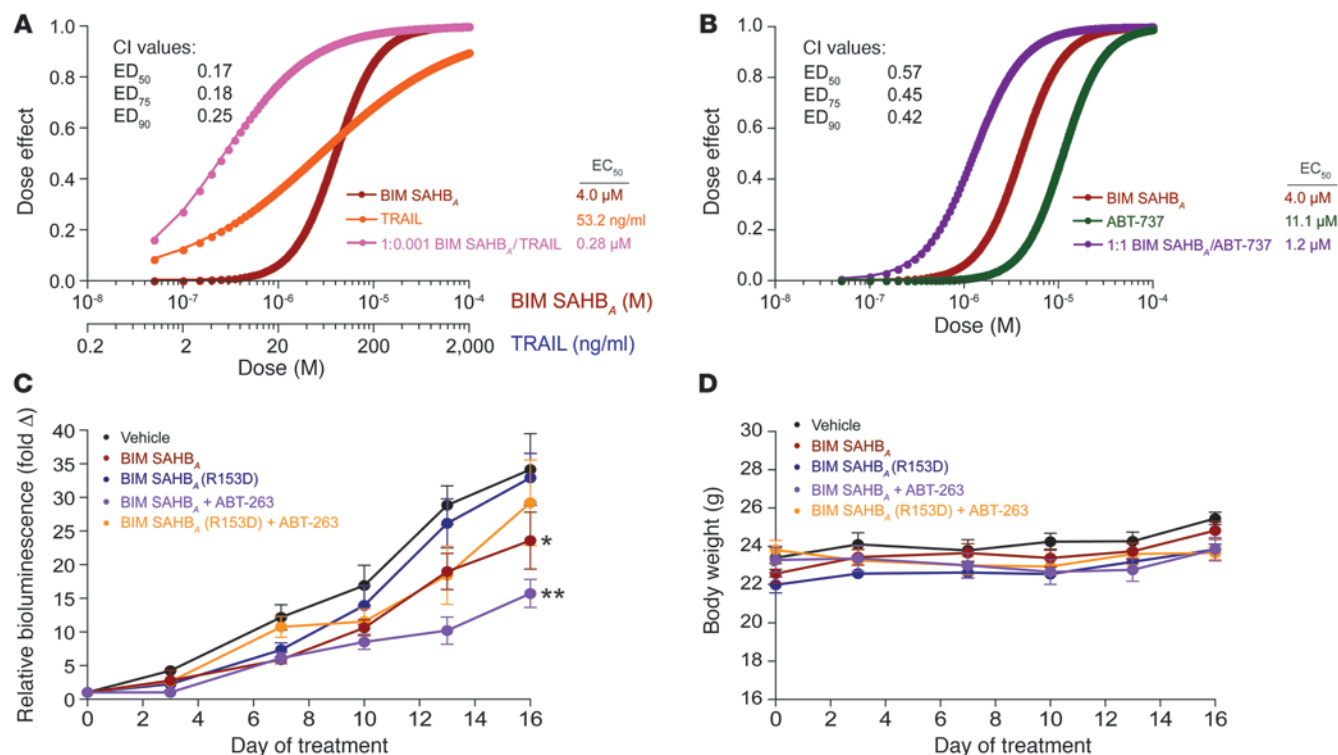 A
CI values:
ED50 0.17
ED75 0.18
ED90 0.25
Dose effect
1.0
0.8
0.6
0.4
0.2
0.0
EC50
BIM SAHBA 4.0 µM
TRAIL 53.2 ng/ml
1:0.001 BIM SAHBA/TRAIL 0.28 µM
10-8 10-7 10-6 10-5 10-4
BIM SAHBA (M)
0.2 2 20 200 2,000
TRAIL (ng/ml)
Dose (M)
B
CI values:
ED50 0.57
ED75 0.45
ED90 0.42
Dose effect
1.0
0.8
0.6
0.4
0.2
0.0
EC50
BIM SAHBA 4.0 µM
ABT-737 11.1 µM
1:1 BIM SAHBA/ABT-737 1.2 µM
10-8 10-7 10-6 10-5 10-4
Dose (M)
C
Relative bioluminescence (fold Δ)
40
35
30
25
20
15
10
5
0
Vehicle
BIM SAHBA
BIM SAHBA (R153D)
BIM SAHBA + ABT-263
BIM SAHBA (R153D) + ABT-263
*
**
0 2 4 6 8 10 12 14 16
Day of treatment
D
Body weight (g)
30
28
26
24
22
20
18
16
Vehicle
BIM SAHBA
BIM SAHBA (R153D)
BIM SAHBA + ABT-263
BIM SAHBA (R153D) + ABT-263
0 2 4 6 8 10 12 14 16
Day of treatment